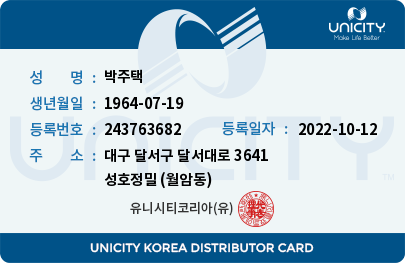 UNICITY
Make Life Better
성 명 : 박주택
생년월일 : 1964-07-19
등록번호 : 243763682 등록일자 : 2022-10-12
주 소 : 대구 달서구 달서대로 3641
성호정밀 (월암동)
UNICITY
TM
유니시티코리아(유)
UNICITY KOREA DISTRIBUTOR CARD